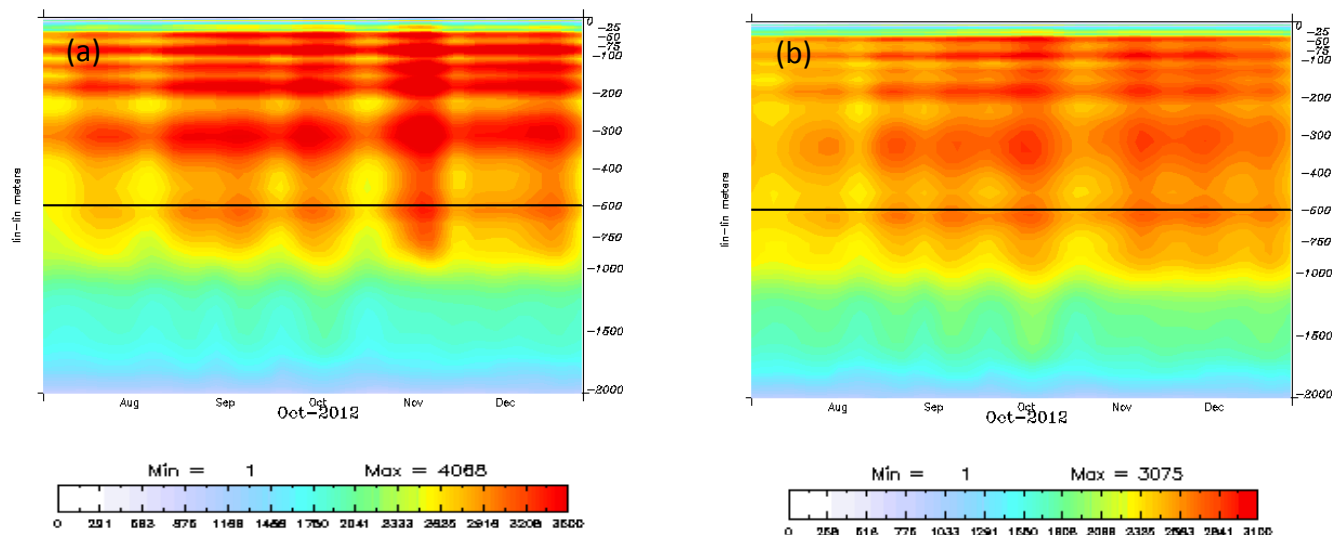 (a)
0
-25
-50
-75
-100
-200
-300
-400
-500
-750
-1000
-1500
-2000
lin-lin meters
Aug Sep Oct Nov Dec
Oct-2012
Min = 1 Max = 4068
0 291 583 875 1166 1458 1750 2041 2333 2625 2916 3208 3500
(b)
0
-25
-50
-75
-100
-200
-300
-400
-500
-750
-1000
-1500
-2000
lin-lin meters
Aug Sep Oct Nov Dec
Oct-2012
Min = 1 Max = 3075
0 258 516 775 1033 1291 1550 1808 2066 2325 2583 2841 3100